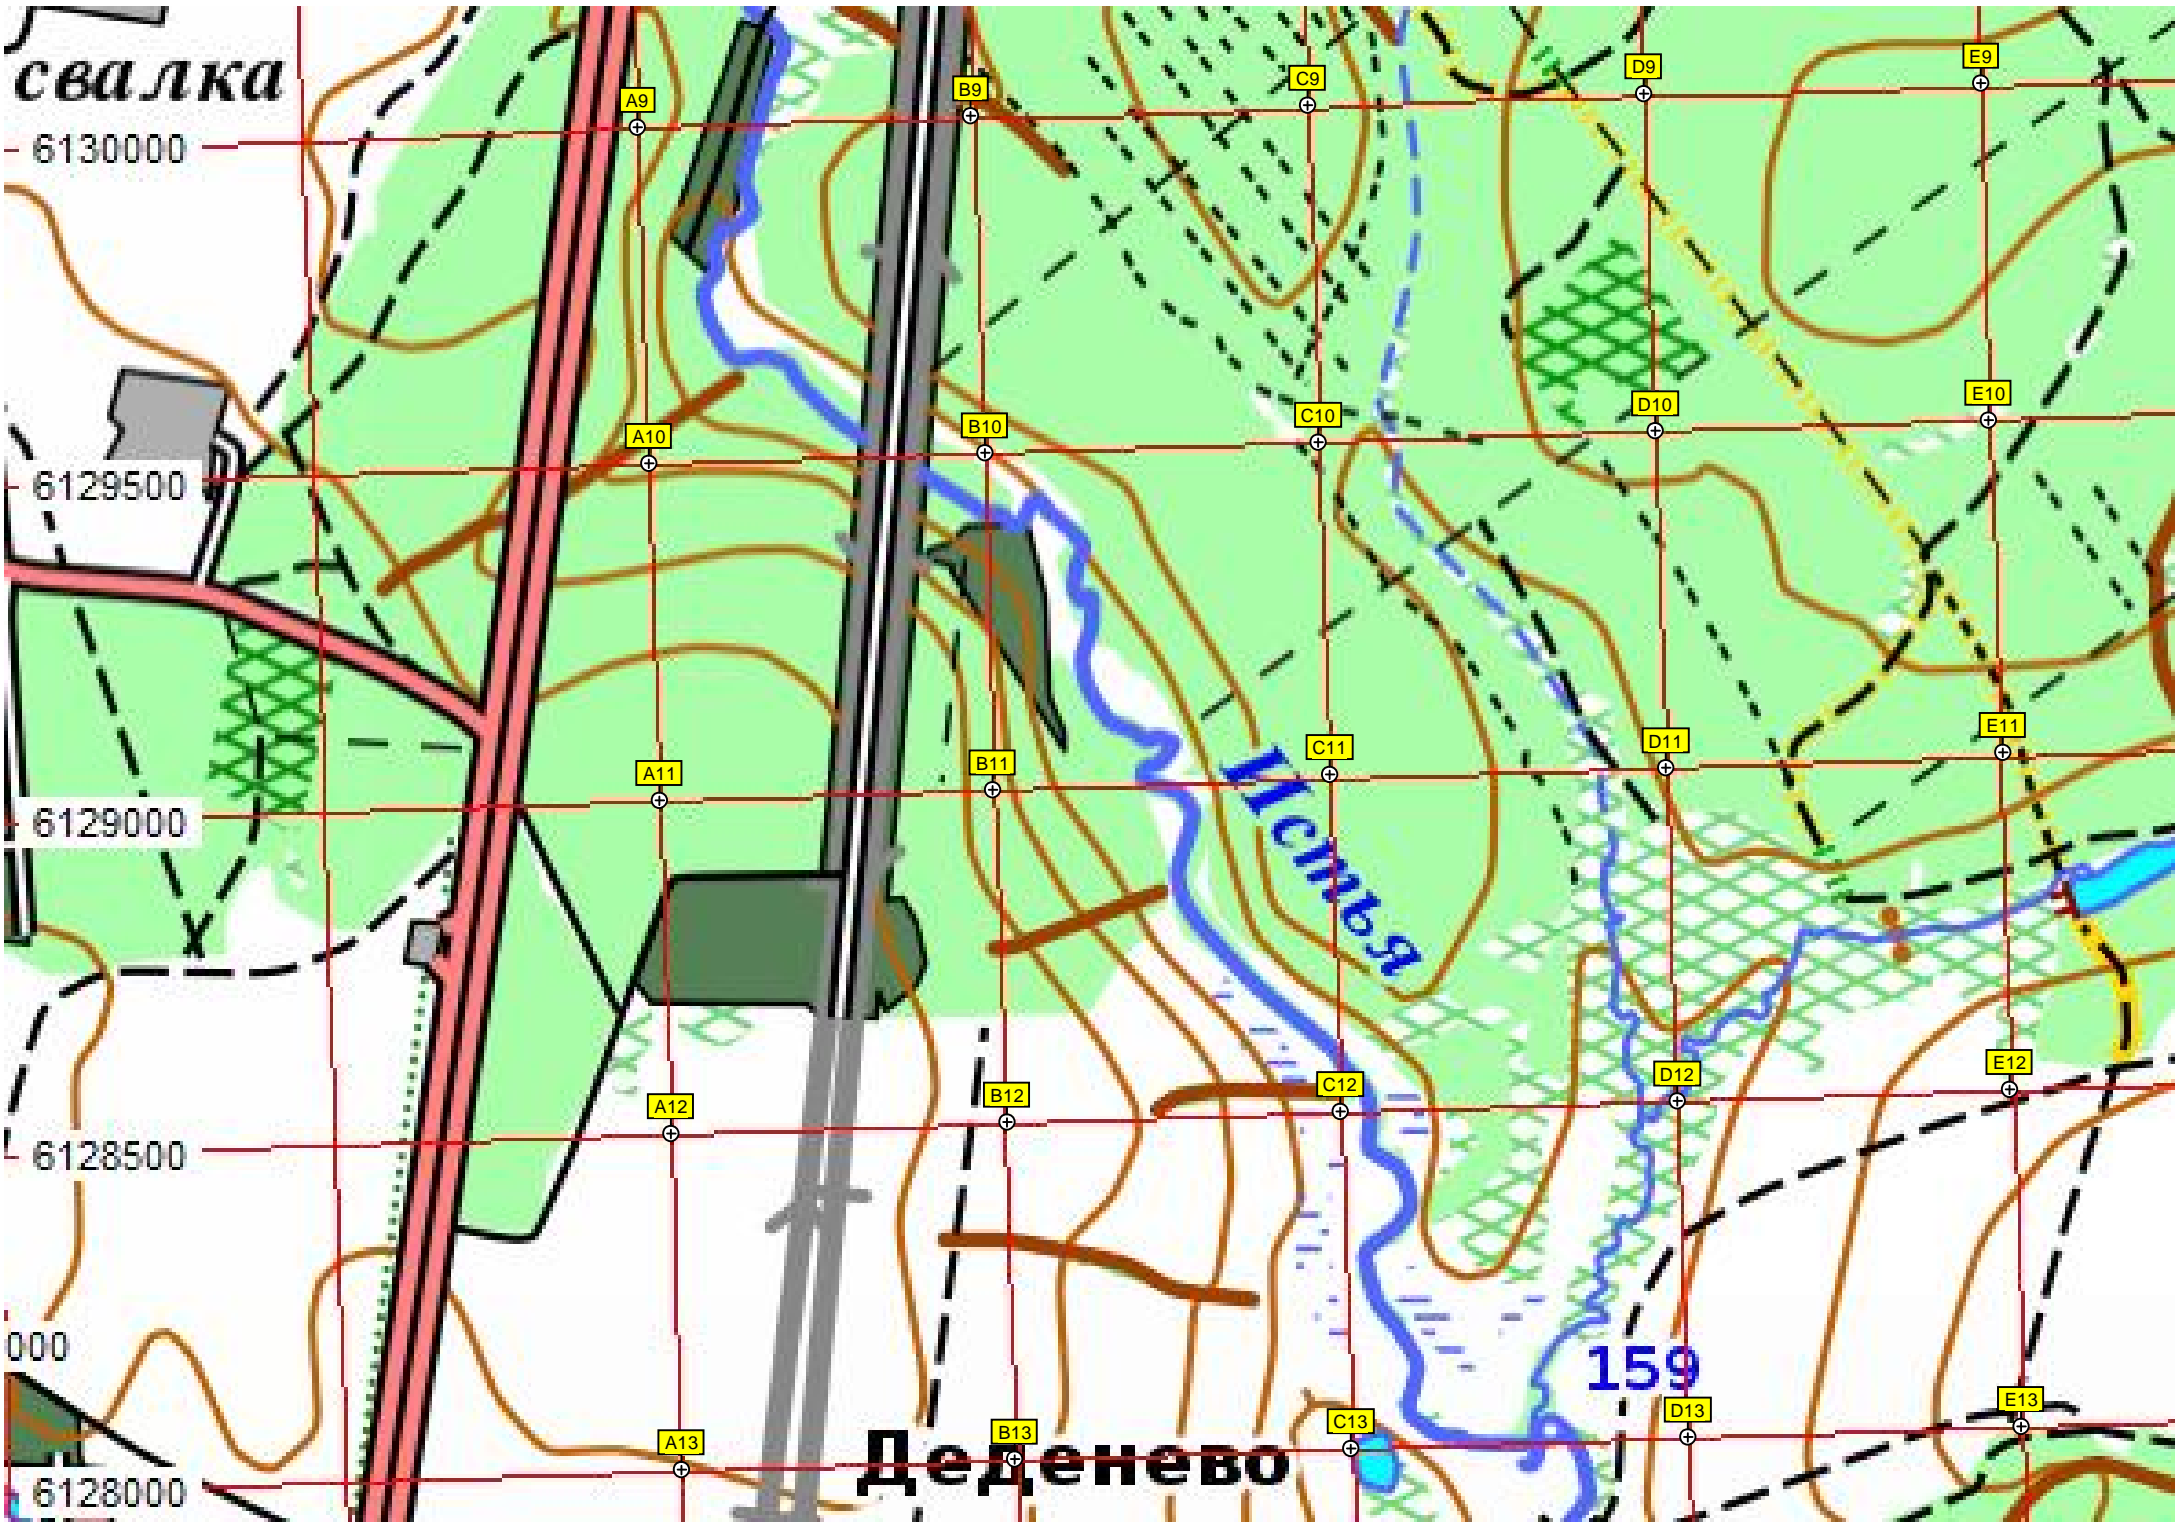 свалка
A9 B9 C9 D9 E9
6130000
A10 B10 C10 D10 E10
6129500
A11 B11 C11 D11 E11
6129000
Истья
A12 B12 C12 D12 E12
6128500
000
159
A13 B13 C13 D13 E13
Деденево
6128000